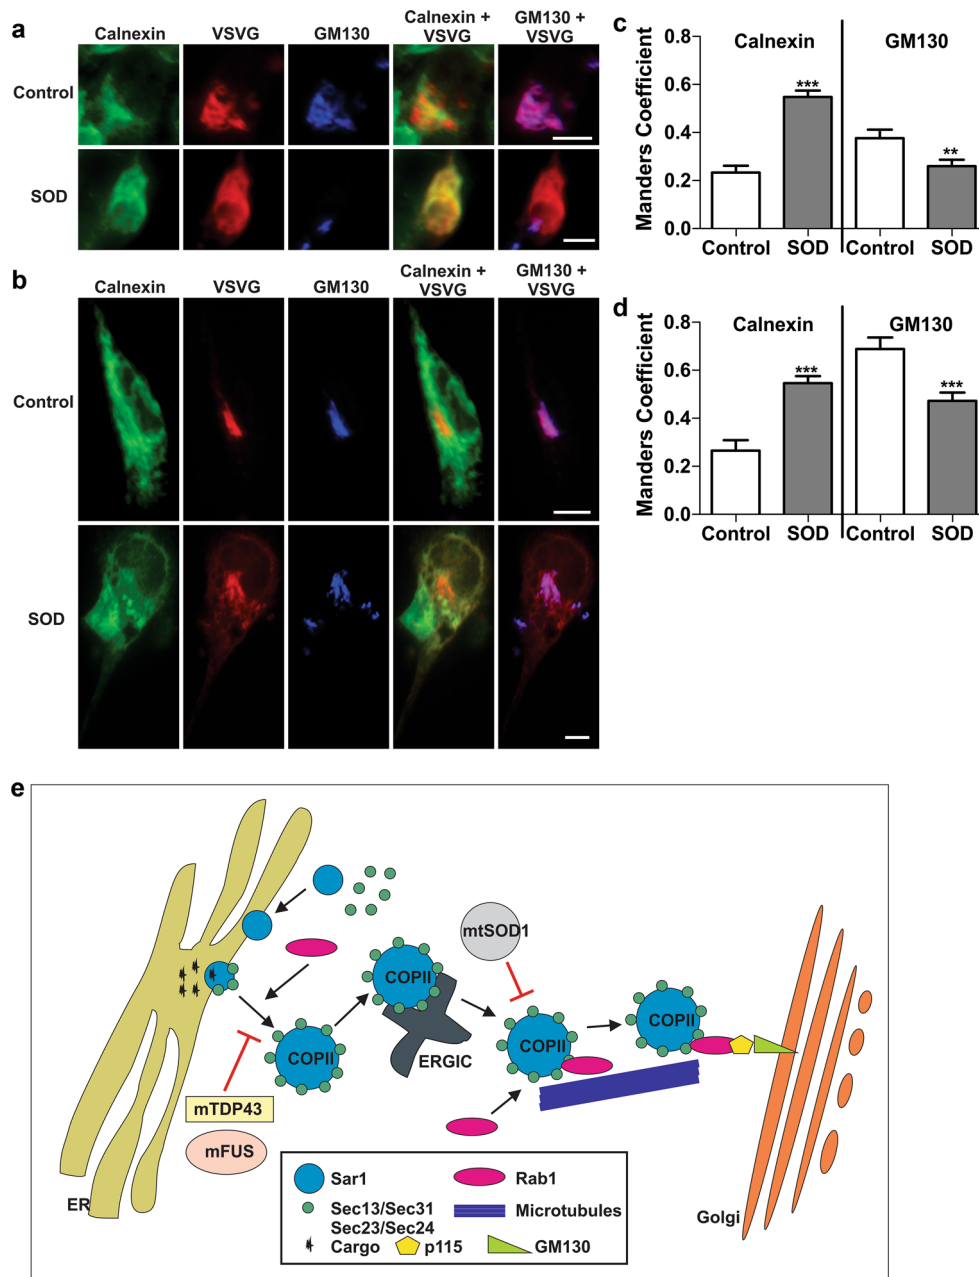 a
Calnexin VSVG GM130 Calnexin + VSVG GM130 + VSVG
Control
SOD
b
Calnexin VSVG GM130 Calnexin + VSVG GM130 + VSVG
Control
SOD
c
Manders Coefficient
0.8
0.6
0.4
0.2
0.0
Calnexin GM130
***
**
Control SOD Control SOD
d
Manders Coefficient
0.8
0.6
0.4
0.2
0.0
Calnexin GM130
***
***
Control SOD Control SOD
e
mtSOD1
COPII
COPII
COPII
COPII
ERGIC
mTDP43
mFUS
ER
Golgi
Sar1
Rab1
Sec13/Sec31
Sec23/Sec24
Microtubules
Cargo
p115
GM130